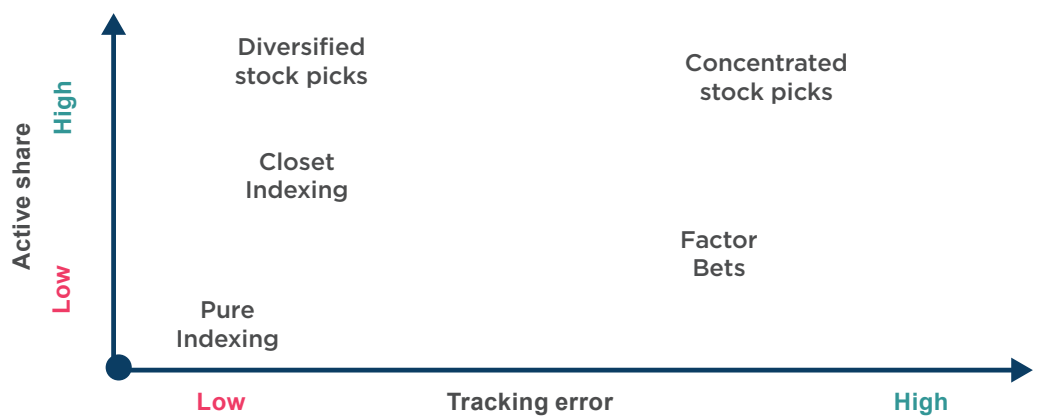 Diversified
stock picks
Concentrated
stock picks
High
Active share
Closet
Indexing
Factor
Bets
Low
Pure
Indexing
Low
Tracking error
High